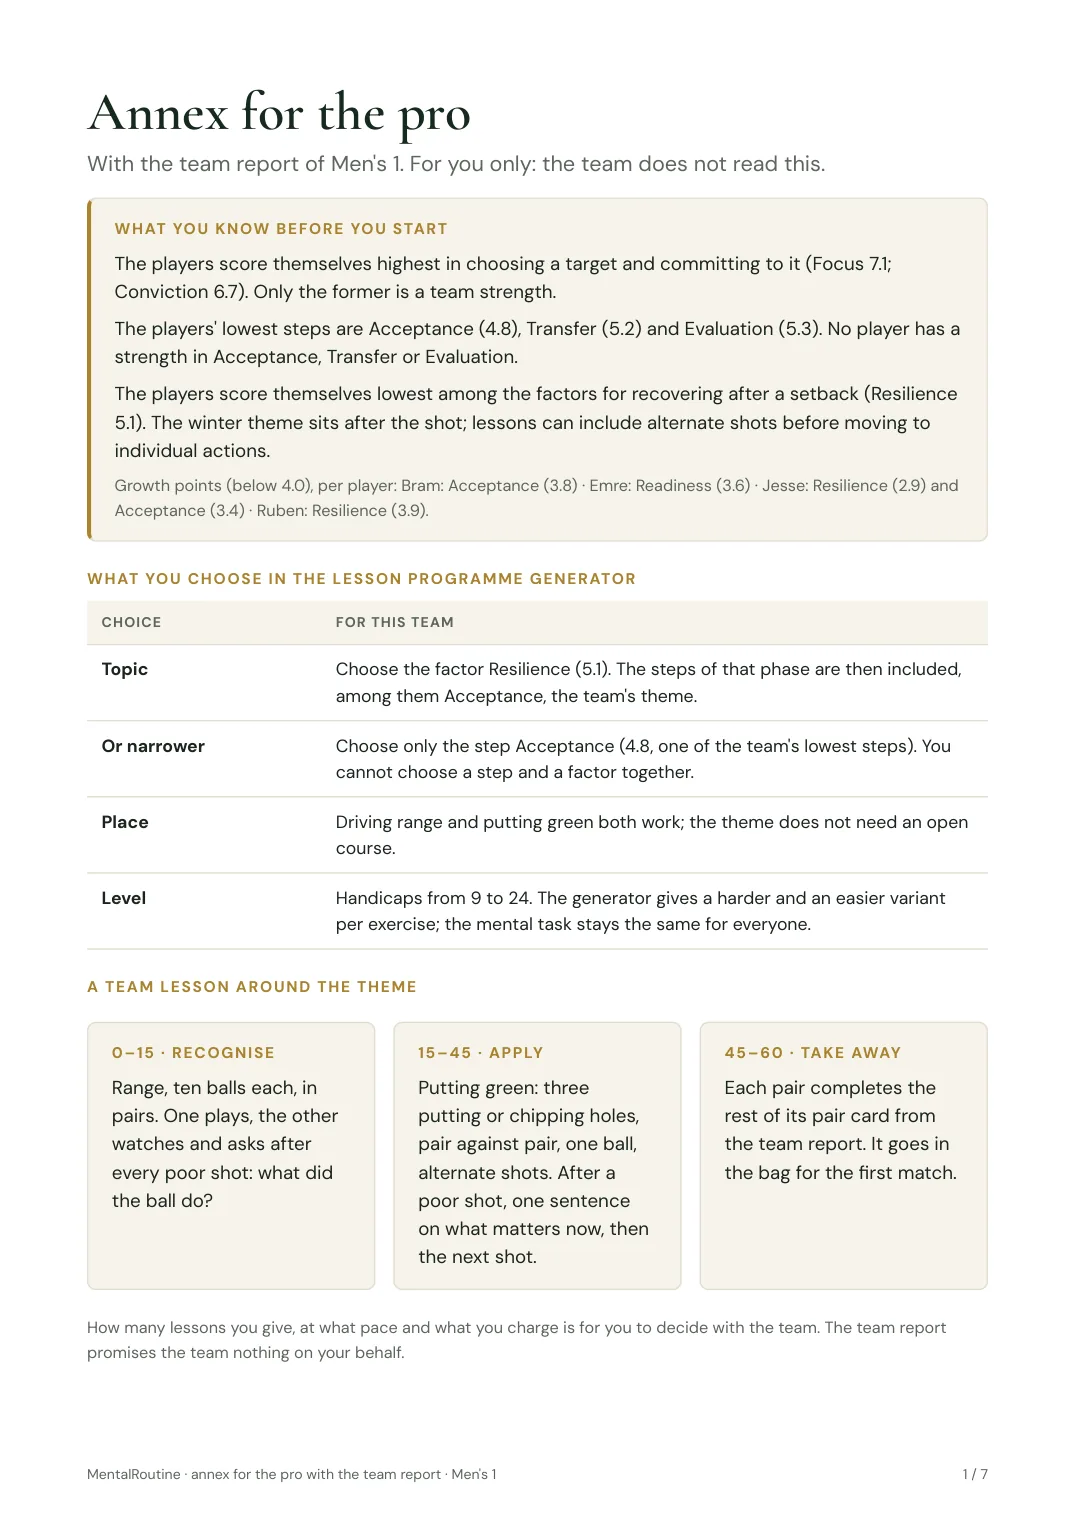 Annex for the pro
With the team report of Men's 1. For you only: the team does not read this.
WHAT YOU KNOW BEFORE YOU START
The players score themselves highest in choosing a target and committing to it (Focus 7.1;
Conviction 6.7). Only the former is a team strength.
The players' lowest steps are Acceptance (4.8), Transfer (5.2) and Evaluation (5.3). No player has a
strength in Acceptance, Transfer or Evaluation.
The players score themselves lowest among the factors for recovering after a setback (Resilience
5.1). The winter theme sits after the shot; lessons can include alternate shots before moving to
individual actions.
Growth points (below 4.0), per player: Bram: Acceptance (3.8) · Emre: Readiness (3.6) · Jesse: Resilience (2.9) and
Acceptance (3.4) · Ruben: Resilience (3.9).
WHAT YOU CHOOSE IN THE LESSON PROGRAMME GENERATOR
CHOICE FOR THIS TEAM
Topic Choose the factor Resilience (5.1). The steps of that phase are then included,
among them Acceptance, the team's theme.
Or narrower Choose only the step Acceptance (4.8, one of the team's lowest steps). You
cannot choose a step and a factor together.
Place Driving range and putting green both work; the theme does not need an open
course.
Level Handicaps from 9 to 24. The generator gives a harder and an easier variant
per exercise; the mental task stays the same for everyone.
A TEAM LESSON AROUND THE THEME
0–15 · RECOGNISE
Range, ten balls each, in
pairs. One plays, the other
watches and asks after
every poor shot: what did
the ball do?
15–45 · APPLY
Putting green: three
putting or chipping holes,
pair against pair, one ball,
alternate shots. After a
poor shot, one sentence
on what matters now, then
the next shot.
45–60 · TAKE AWAY
Each pair completes the
rest of its pair card from
the team report. It goes in
the bag for the first match.
How many lessons you give, at what pace and what you charge is for you to decide with the team. The team report
promises the team nothing on your behalf.
MentalRoutine · annex for the pro with the team report · Men's 1
1 / 7